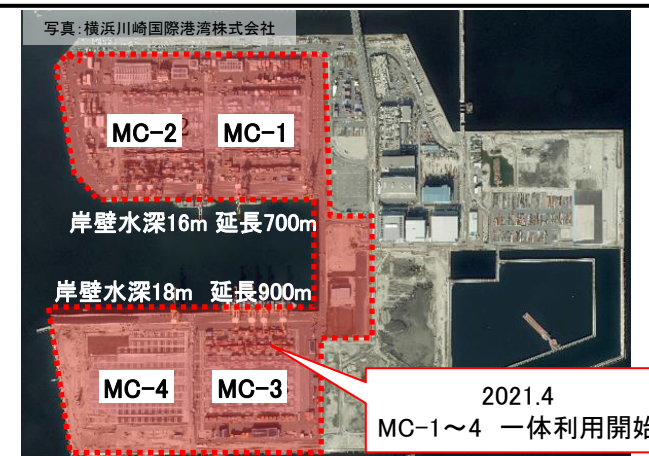 写真:横浜川崎国際港湾株式会社
MC-2
MC-1
岸壁水深16m 延長700m
岸壁水深18m 延長900m
MC-4
MC-3
2021.4
MC-1~4 一体利用開始